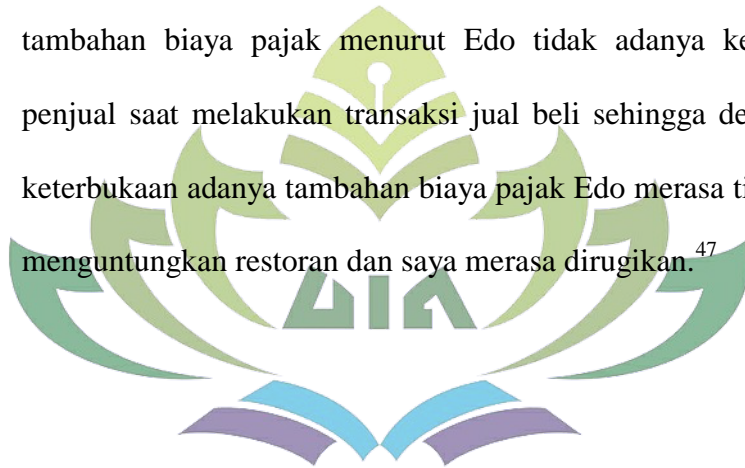 tambahan biaya pajak menurut Edo tidak adanya ke
penjual saat melakukan transaksi jual beli sehingga de
keterbukaan adanya tambahan biaya pajak Edo merasa ti
menguntungkan restoran dan saya merasa dirugikan.47
UIN